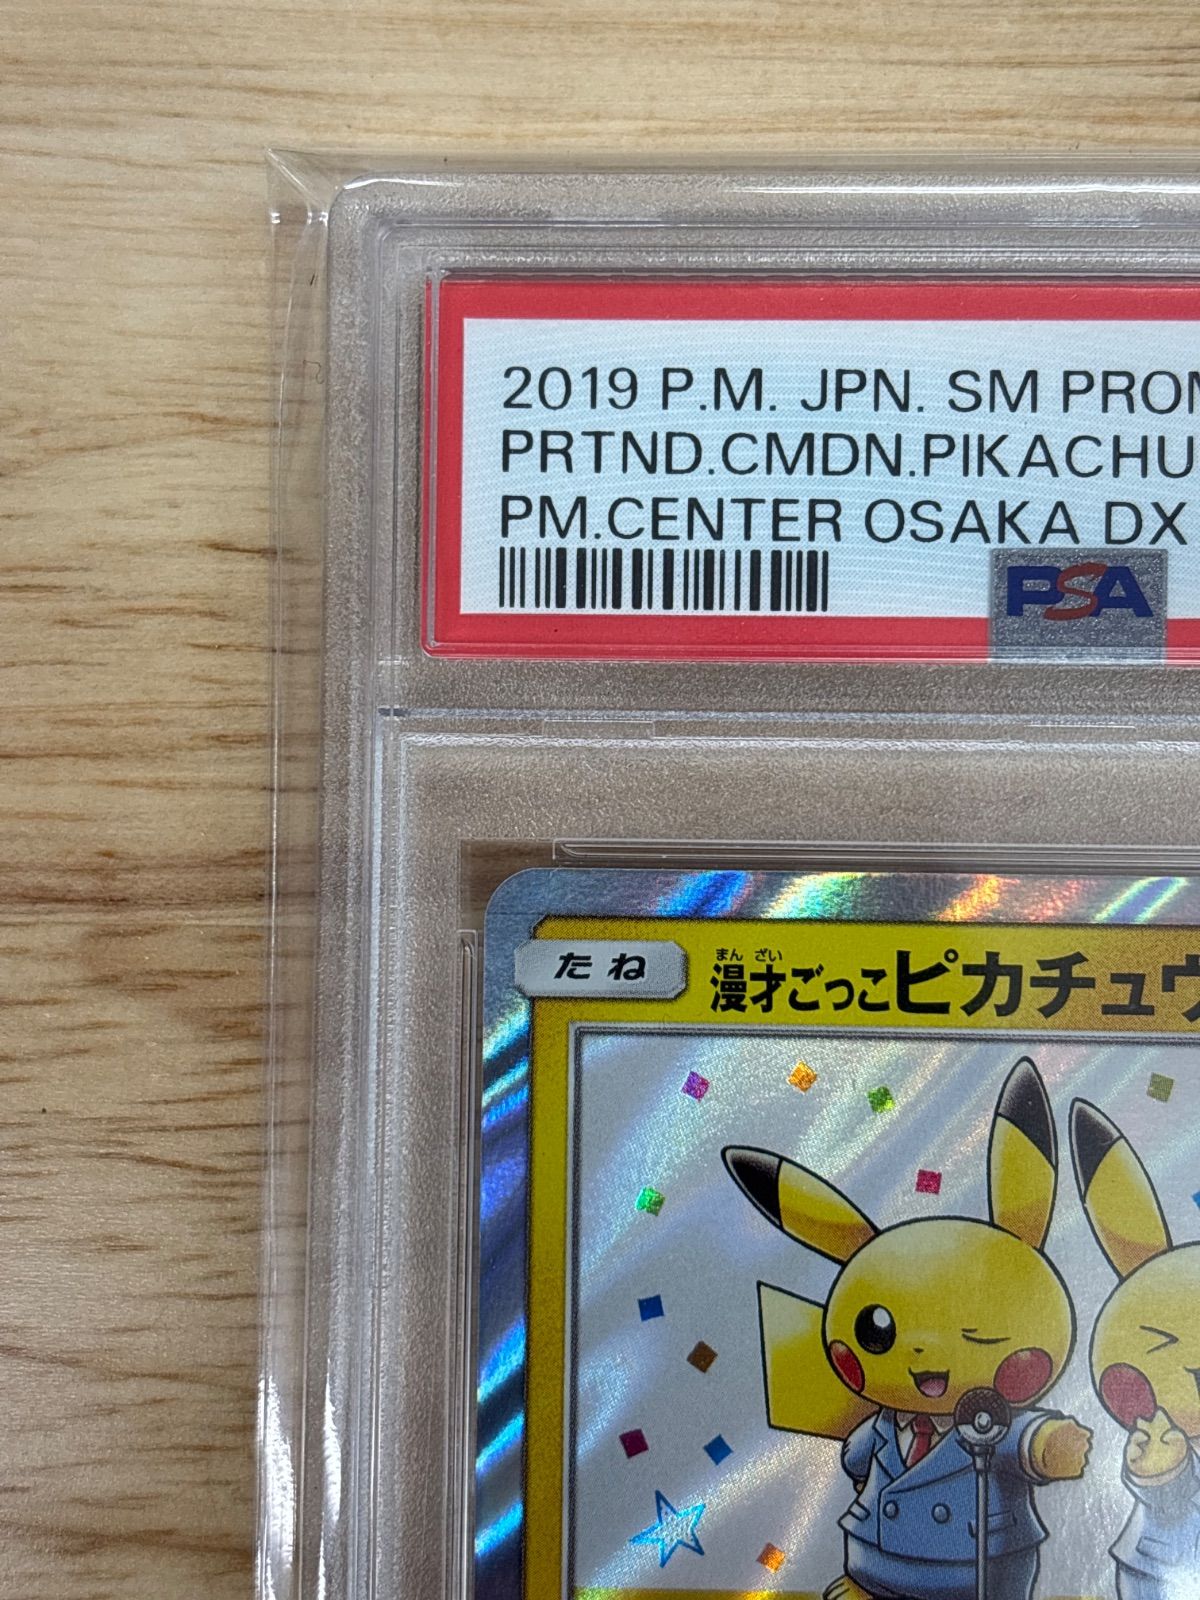 2019 P.M. JPN. SM PROM
PRTND.CMDN.PIKACHU
PM.CENTER OSAKA DX
PSA
たね
まん ざい
漫才ごっこピカチュウ